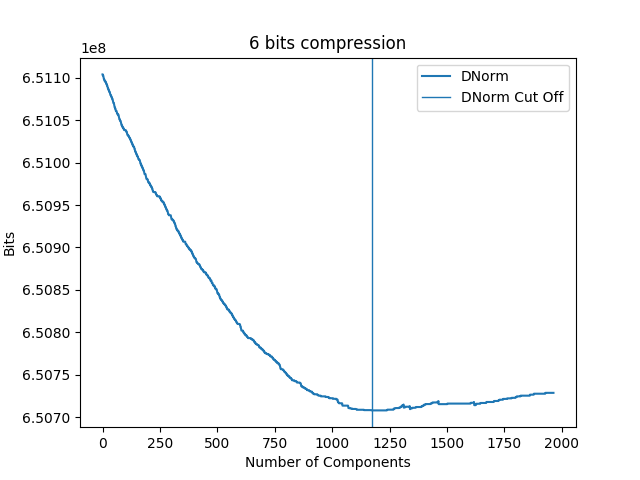 6 bits compression
1e8
6.5110
6.5105
6.5100
6.5095
6.5090
6.5085
6.5080
6.5075
6.5070
Bits
DNorm
DNorm Cut Off
0 250 500 750 1000 1250 1500 1750 2000
Number of Components